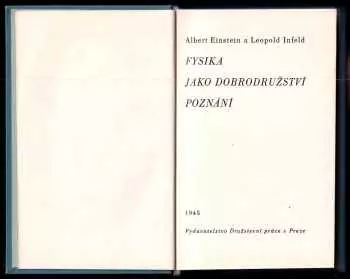 Albert Einstein a Leopold Infeld
FYSIKA
JAKO DOBRODRUŽSTVÍ
POZNÁNÍ
1945
Vydavatelstvo Družstevní práce v Praze